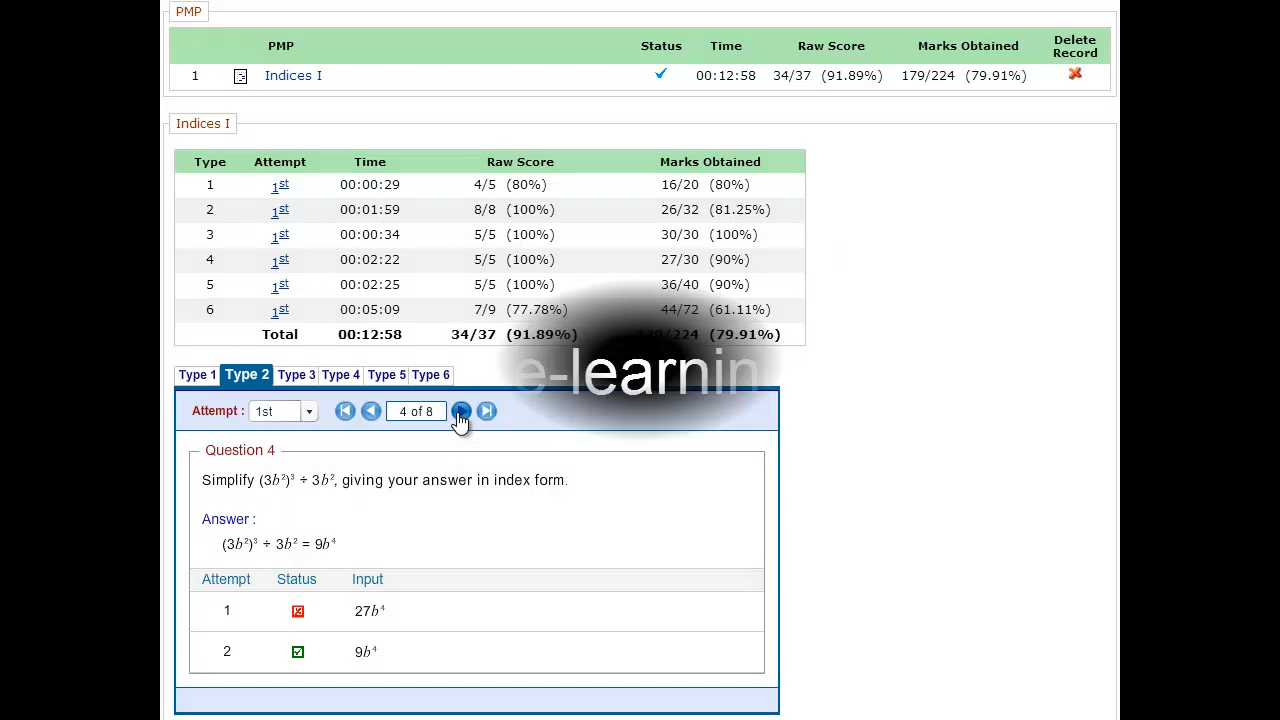 PMP
PMP Status Time Raw Score Marks Obtained Delete Record
1 Indices I 00:12:58 34/37 (91.89%) 179/224 (79.91%)
Indices I
Type Attempt Time Raw Score Marks Obtained
1 1st 00:00:29 4/5 (80%) 16/20 (80%)
2 1st 00:01:59 8/8 (100%) 26/32 (81.25%)
3 1st 00:00:34 5/5 (100%) 30/30 (100%)
4 1st 00:02:22 5/5 (100%) 27/30 (90%)
5 1st 00:02:25 5/5 (100%) 36/40 (90%)
6 1st 00:05:09 7/9 (77.78%) 44/72 (61.11%)
Total 00:12:58 34/37 (91.89%) 179/224 (79.91%)
e-learnin
Type 1 Type 2 Type 3 Type 4 Type 5 Type 6
Attempt : 1st 4 of 8
Question 4
Simplify (3b²)³ ÷ 3b², giving your answer in index form.
Answer :
(3b²)³ ÷ 3b² = 9b⁴
Attempt Status Input
1 27b⁴
2 9b⁴